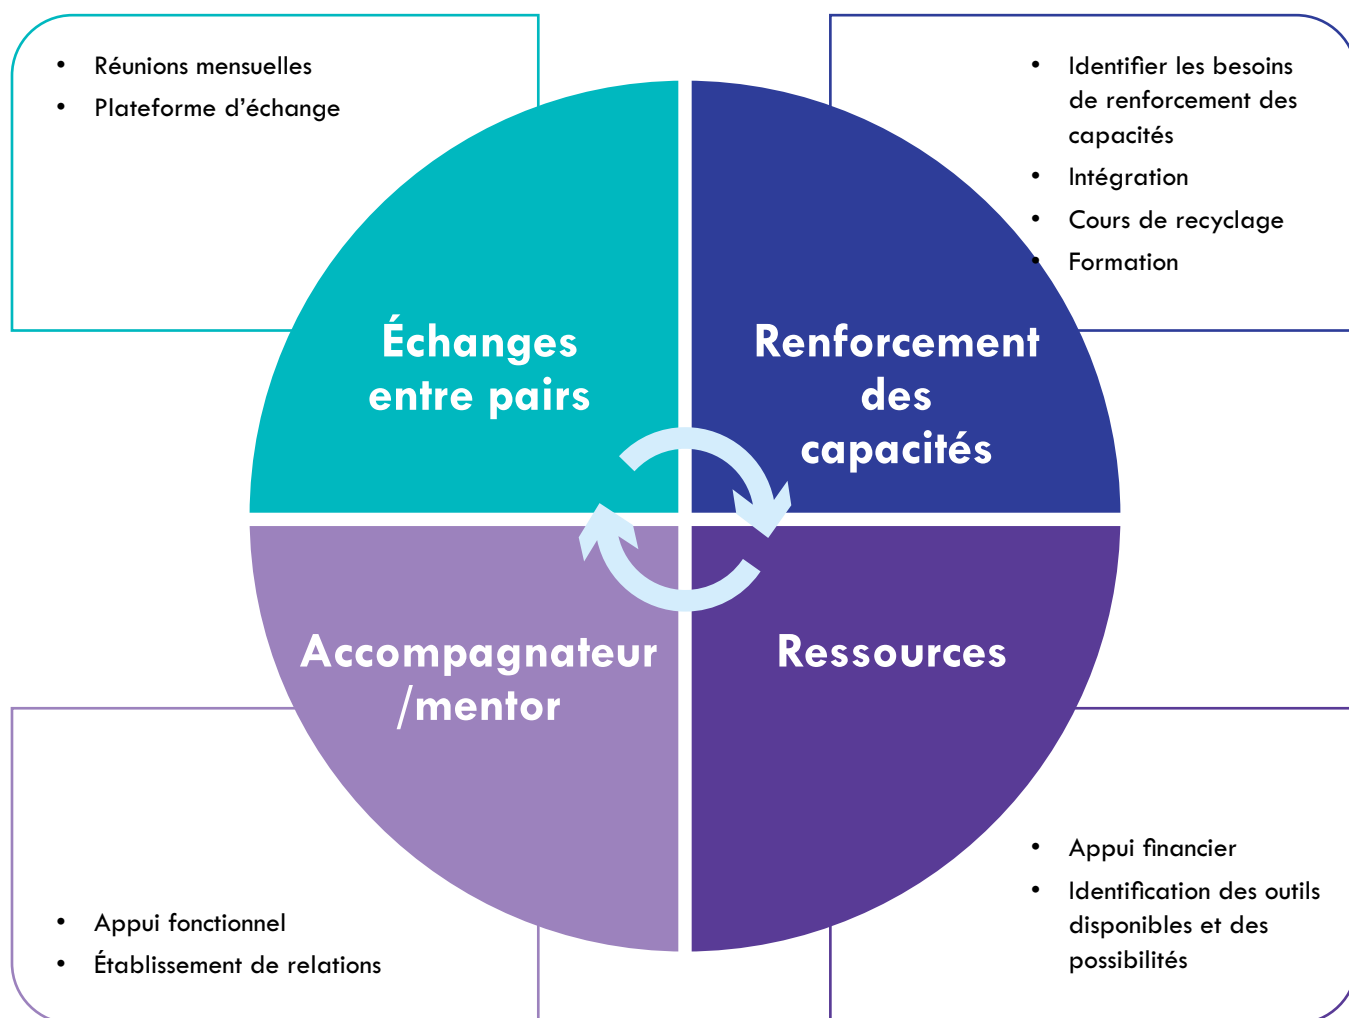 • Réunions mensuelles
• Plateforme d’échange
• Identifier les besoins
de renforcement des
capacités
• Intégration
• Cours de recyclage
• Formation
Échanges
entre pairs
Renforcement
des
capacités
Accompagnateur
/mentor
Ressources
• Appui fonctionnel
• Établissement de relations
• Appui financier
• Identification des outils
disponibles et des
possibilités